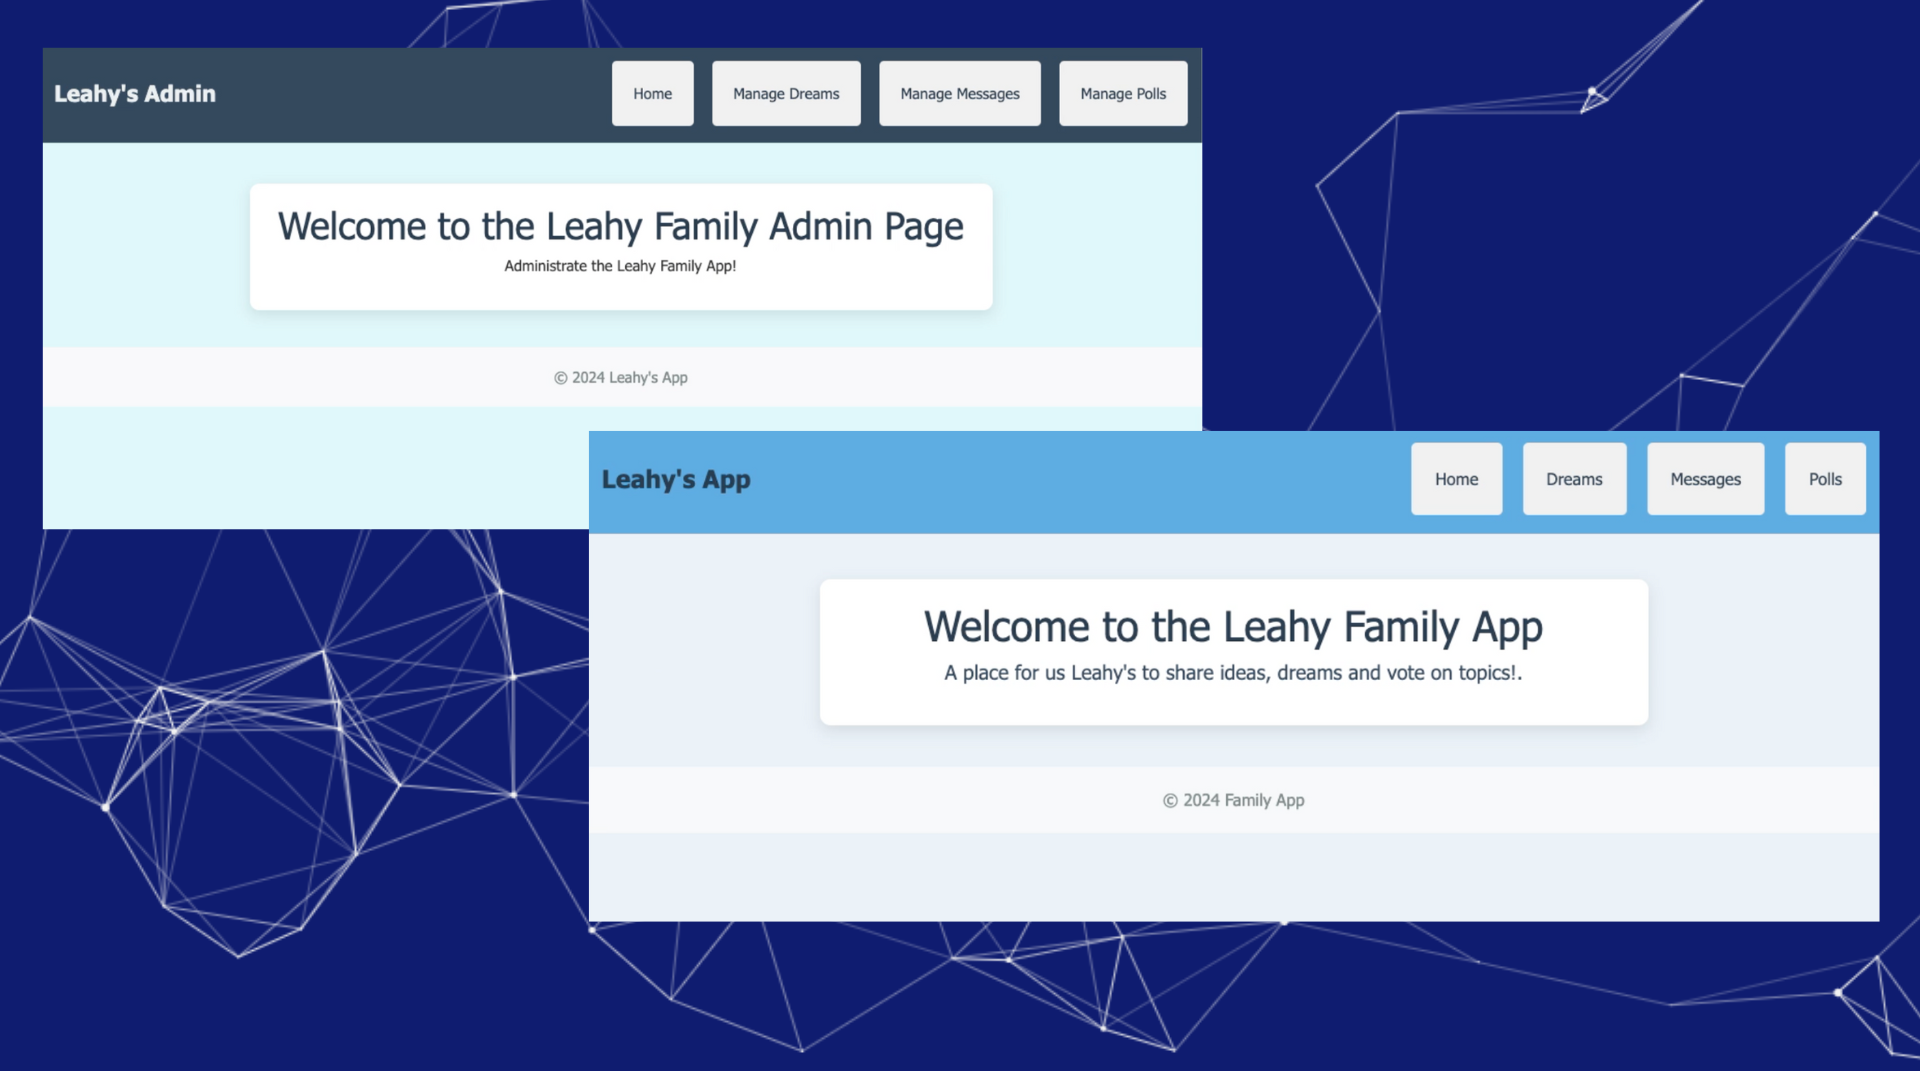 Leahy's Admin
Home
Manage Dreams
Manage Messages
Manage Polls
Welcome to the Leahy Family Admin Page
Administrate the Leahy Family App!
© 2024 Leahy's App
Leahy's App
Home
Dreams
Messages
Polls
Welcome to the Leahy Family App
A place for us Leahy's to share ideas, dreams and vote on topics!.
© 2024 Family App